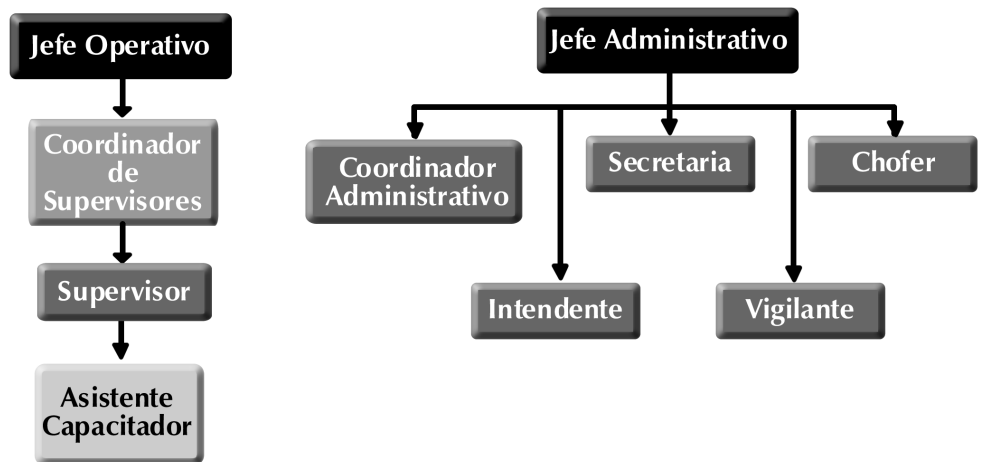 Jefe Operativo
Coordinador
de
Supervisores
Supervisor
Asistente
Capacitador
Jefe Administrativo
Coordinador
Administrativo
Secretaria
Chofer
Intendente
Vigilante